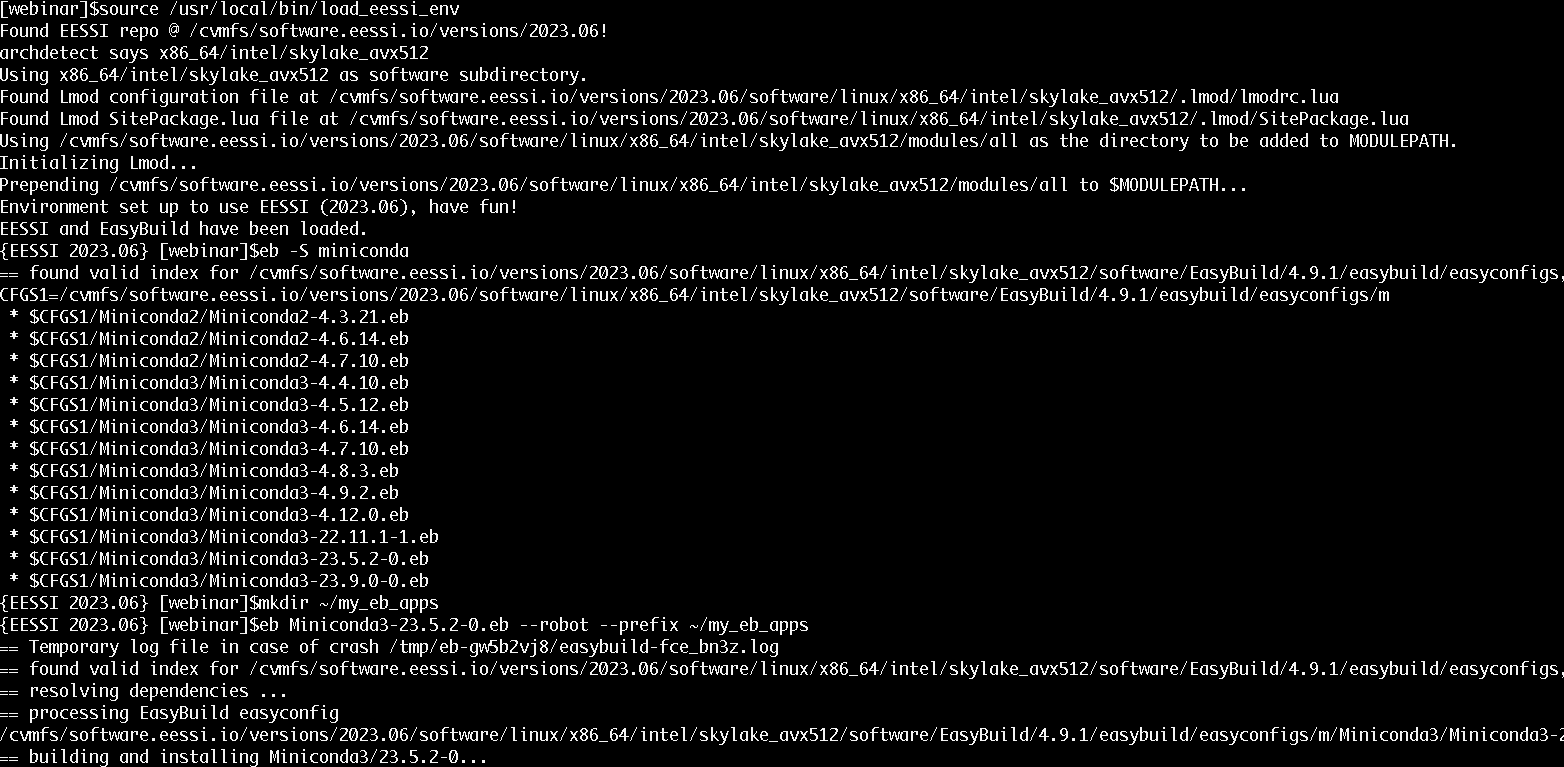 [webinar]$source /usr/local/bin/load_eessi_env
Found EESSI repo @ /cvmfs/software.eessi.io/versions/2023.06!
archdetect says x86_64/intel/skylake_avx512
Using x86_64/intel/skylake_avx512 as software subdirectory.
Found Lmod configuration file at /cvmfs/software.eessi.io/versions/2023.06/software/linux/x86_64/intel/skylake_avx512/.lmod/lmodrc.lua
Found Lmod SitePackage.lua file at /cvmfs/software.eessi.io/versions/2023.06/software/linux/x86_64/intel/skylake_avx512/.lmod/SitePackage.lua
Using /cvmfs/software.eessi.io/versions/2023.06/software/linux/x86_64/intel/skylake_avx512/modules/all as the directory to be added to MODULEPATH.
Initializing Lmod...
Prepending /cvmfs/software.eessi.io/versions/2023.06/software/linux/x86_64/intel/skylake_avx512/modules/all to $MODULEPATH...
Environment set up to use EESSI (2023.06), have fun!
EESSI and EasyBuild have been loaded.
{EESSI 2023.06} [webinar]$eb -S miniconda
== found valid index for /cvmfs/software.eessi.io/versions/2023.06/software/linux/x86_64/intel/skylake_avx512/software/EasyBuild/4.9.1/easybuild/easyconfigs,
CFGS1=/cvmfs/software.eessi.io/versions/2023.06/software/linux/x86_64/intel/skylake_avx512/software/EasyBuild/4.9.1/easybuild/easyconfigs/m
* $CFGS1/Miniconda2/Miniconda2-4.3.21.eb
* $CFGS1/Miniconda2/Miniconda2-4.6.14.eb
* $CFGS1/Miniconda2/Miniconda2-4.7.10.eb
* $CFGS1/Miniconda3/Miniconda3-4.4.10.eb
* $CFGS1/Miniconda3/Miniconda3-4.5.12.eb
* $CFGS1/Miniconda3/Miniconda3-4.6.14.eb
* $CFGS1/Miniconda3/Miniconda3-4.7.10.eb
* $CFGS1/Miniconda3/Miniconda3-4.8.3.eb
* $CFGS1/Miniconda3/Miniconda3-4.9.2.eb
* $CFGS1/Miniconda3/Miniconda3-4.12.0.eb
* $CFGS1/Miniconda3/Miniconda3-22.11.1-1.eb
* $CFGS1/Miniconda3/Miniconda3-23.5.2-0.eb
* $CFGS1/Miniconda3/Miniconda3-23.9.0-0.eb
{EESSI 2023.06} [webinar]$mkdir ~/my_eb_apps
{EESSI 2023.06} [webinar]$eb Miniconda3-23.5.2-0.eb --robot --prefix ~/my_eb_apps
== Temporary log file in case of crash /tmp/eb-gw5b2vj8/easybuild-fce_bn3z.log
== found valid index for /cvmfs/software.eessi.io/versions/2023.06/software/linux/x86_64/intel/skylake_avx512/software/EasyBuild/4.9.1/easybuild/easyconfigs,
== resolving dependencies ...
== processing EasyBuild easyconfig
/cvmfs/software.eessi.io/versions/2023.06/software/linux/x86_64/intel/skylake_avx512/software/EasyBuild/4.9.1/easybuild/easyconfigs/m/Miniconda3/Miniconda3-2
== building and installing Miniconda3/23.5.2-0...